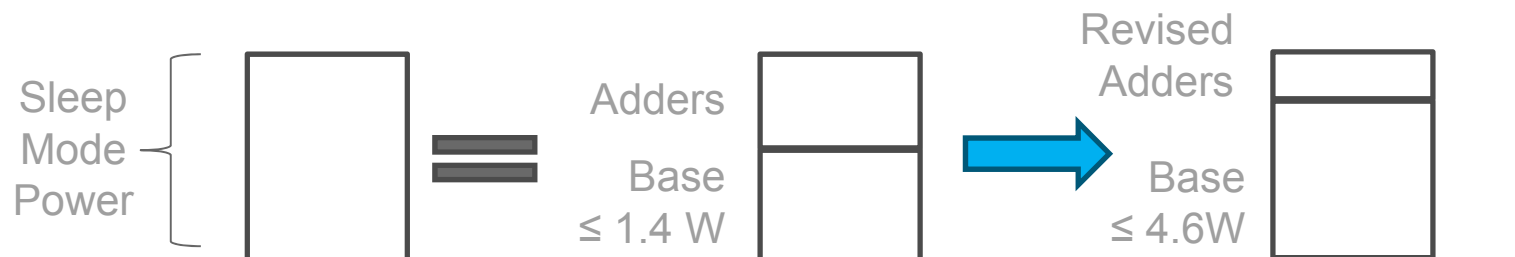 Sleep
Mode
Power
Adders
Base
≤ 1.4 W
Revised
Adders
Base
≤ 4.6W